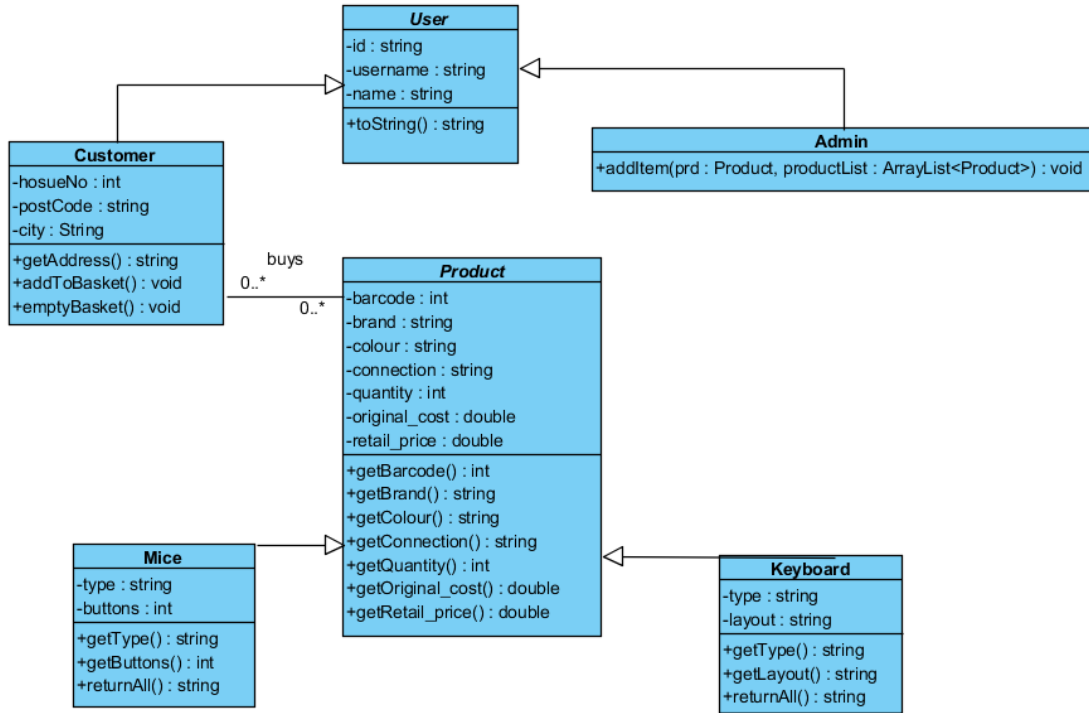 User
-id : string
-username : string
-name : string
+toString() : string
Admin
+addItem(prd : Product, productList : ArrayList<Product>) : void
Customer
-hosueNo : int
-postCode : string
-city : String
+getAddress() : string
+addToBasket() : void
+emptyBasket() : void
buys
0..*
0..*
Product
-barcode : int
-brand : string
-colour : string
-connection : string
-quantity : int
-original_cost : double
-retail_price : double
+getBarcode() : int
+getBrand() : string
+getColour() : string
+getConnection() : string
+getQuantity() : int
+getOriginal_cost() : double
+getRetail_price() : double
Mice
-type : string
-buttons : int
+getType() : string
+getButtons() : int
+returnAll() : string
Keyboard
-type : string
-layout : string
+getType() : string
+getLayout() : string
+returnAll() : string